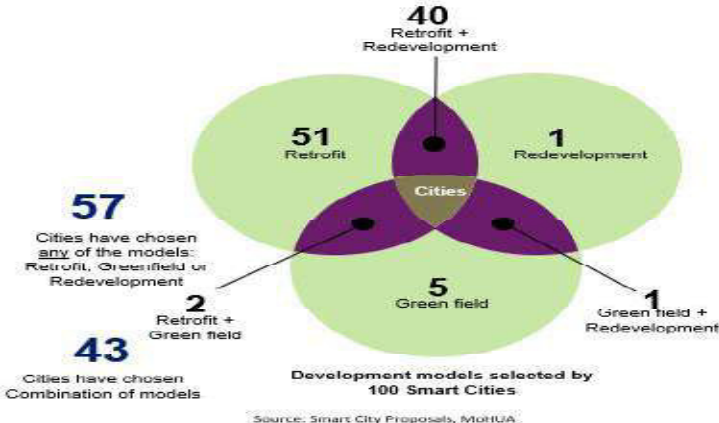 40
Retrofit +
Redevelopment
51
Retrofit
1
Redevelopment
Cities
57
Cities have chosen
any of the models:
Retrofit, Greenfield or
Redevelopment
5
Green field
2
Retrofit +
Green field
1
Green field +
Redevelopment
43
Cities have chosen
Combination of models
Development models selected by
100 Smart Cities
Source: Smart City Proposals, MoHUA